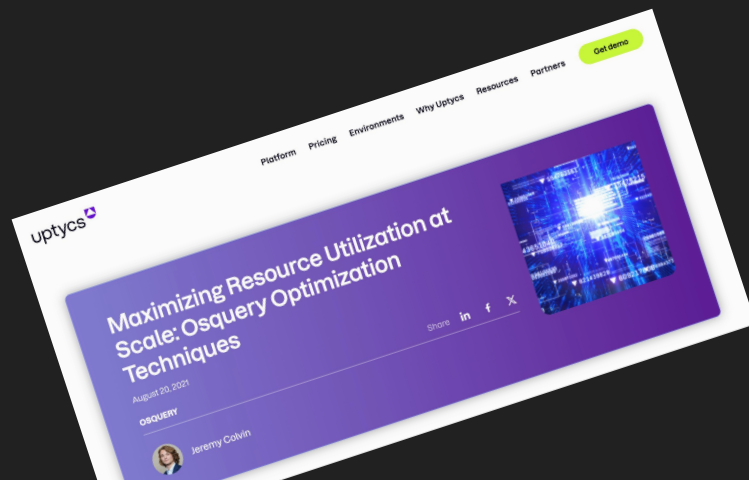 uptycs
Platform Pricing Environments Why Uptycs Resources Partners Get demo
Maximizing Resource Utilization at
Scale: Osquery Optimization
Techniques
August 20, 2021
Share
OSQUERY
Jeremy Colvin